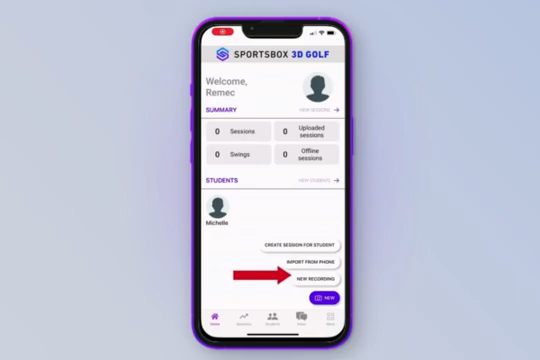 SPORTSBOX 3D GOLF
Welcome,
Remec
SUMMARY
VIEW SESSIONS
0 Sessions
0 Uploaded sessions
0 Swings
0 Offline sessions
STUDENTS
VIEW STUDENTS
Michelle
CREATE SESSION FOR STUDENT
IMPORT FROM PHONE
NEW RECORDING
NEW
Home
Students